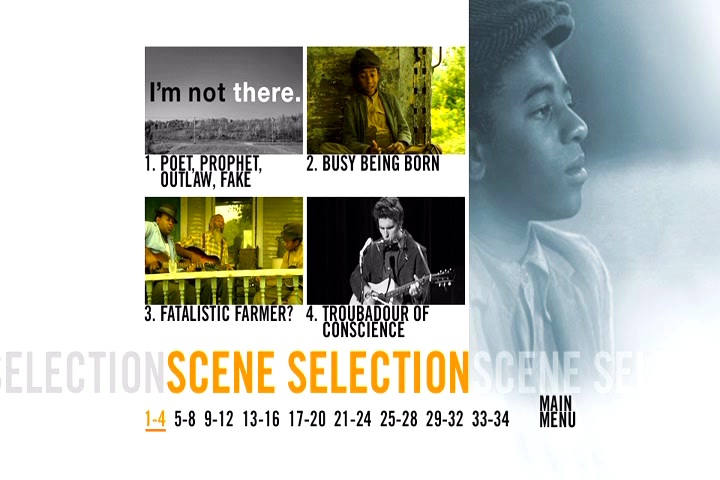 I'm not there.
1. POET, PROPHET,
OUTLAW, FAKE
2. BUSY BEING BORN
3. FATALISTIC FARMER?
4. TROUBADOUR OF
CONSCIENCE
SELECTION SCENE SELECTION SCENE SEL
1-4 5-8 9-12 13-16 17-20 21-24 25-28 29-32 33-34
MAIN
MENU